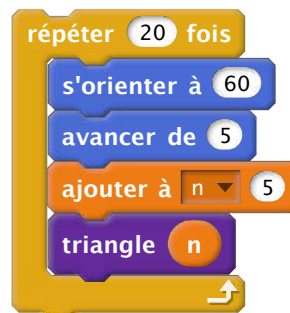 répéter 20 fois
s'orienter à 60
avancer de 5
ajouter à n 5
triangle n